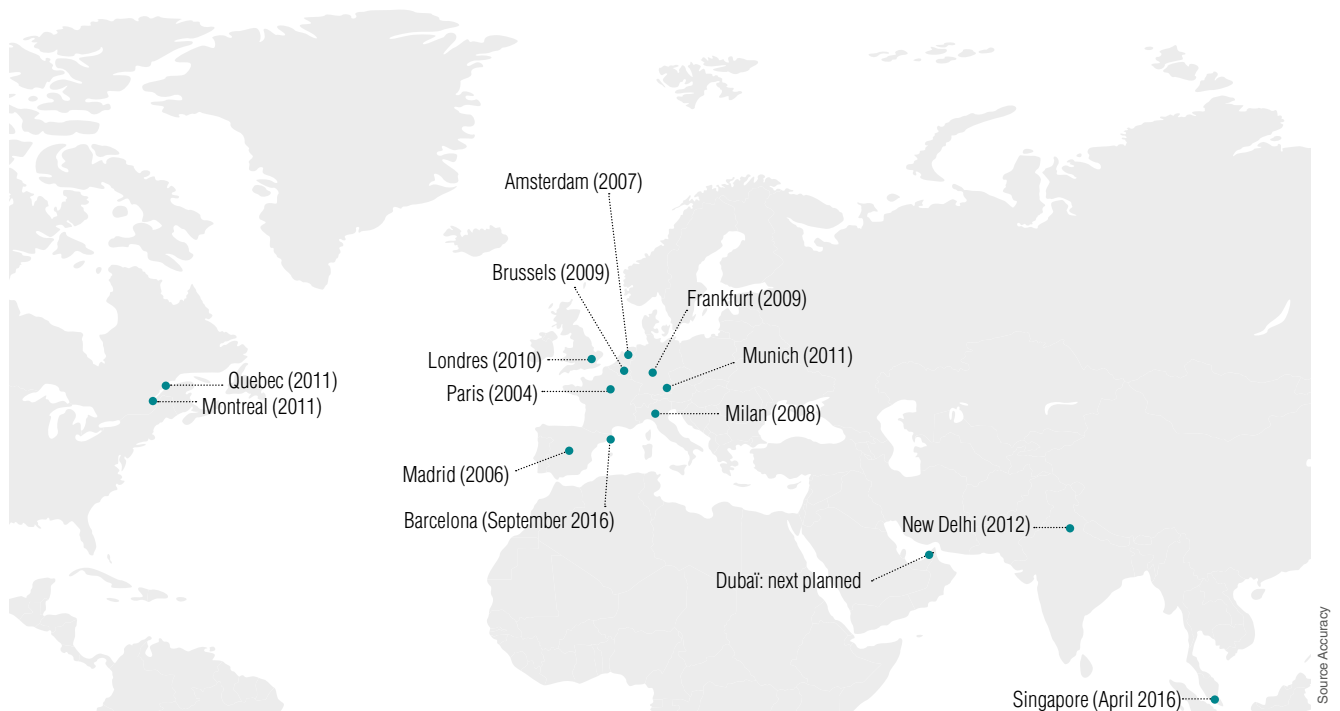 Amsterdam (2007)
Brussels (2009)
Frankfurt (2009)
Londres (2010)
Munich (2011)
Quebec (2011)
Paris (2004)
Montreal (2011)
Milan (2008)
Madrid (2006)
Barcelona (September 2016)
New Delhi (2012)
Dubaï: next planned
Singapore (April 2016)
Source Accuracy